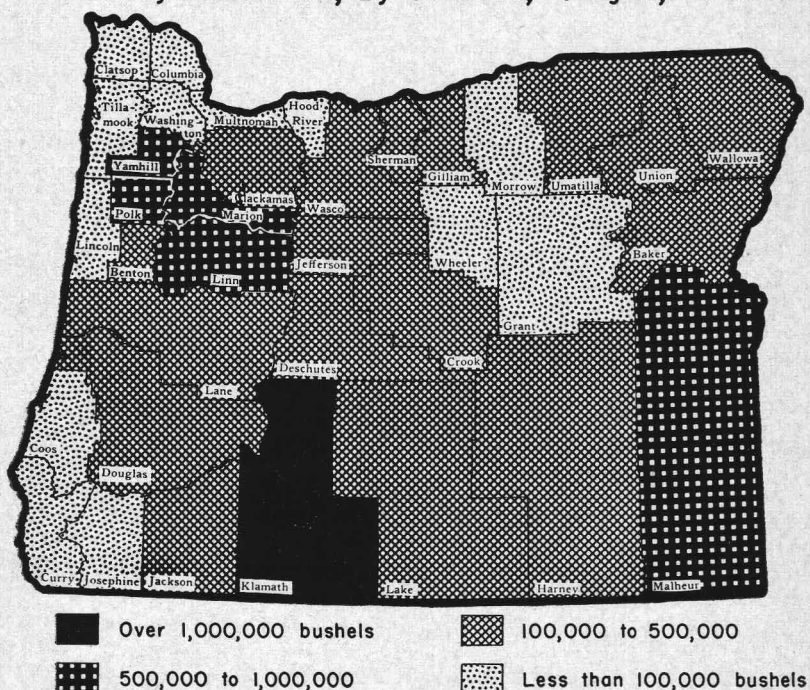 Clatsop Columbia
Tilla-
mook
Washing
ton
Multnomah
Hood
River
Yamhill
Sherman
Gilliam
Morrow
Umatilla
Union
Wallowa
Clackamas
Wasco
Polk
Marion
Lincoln
Benton
Linn
Jefferson
Wheeler
Baker
Grant
Deschutes
Crook
Lane
Coos
Douglas
Curry Josephine Jackson Klamath Lake Harney Malheur
Over 1,000,000 bushels
100,000 to 500,000
500,000 to 1,000,000
Less than 100,000 bushels